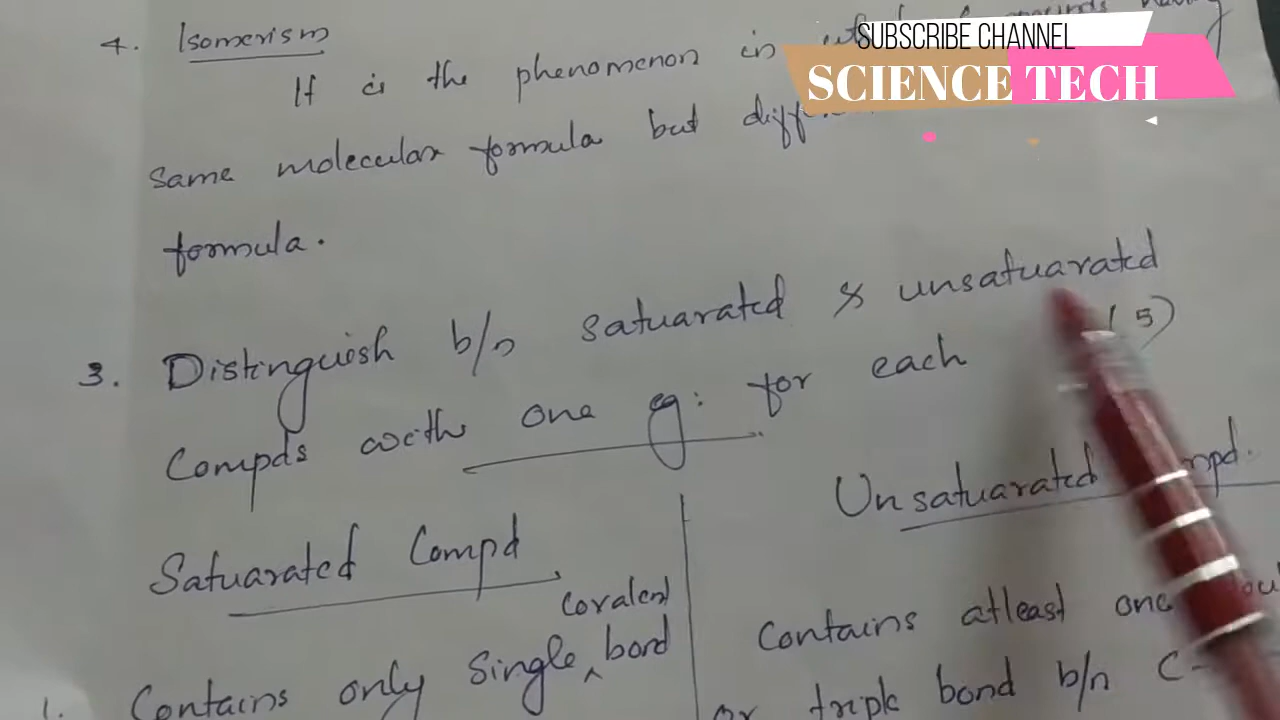 SUBSCRIBE CHANNEL
SCIENCE TECH
4. Isomerism
It is the phenomenon in
same molecular formula but
formula.
3. Distinguish b/n satuarated & unsatuarated
Compds with one eg: for each (5)
Satuarated Compd
Unsatuarated
covalent
1. Contains only single ^ bond
Contains atleast one
or triple bond b/n C-